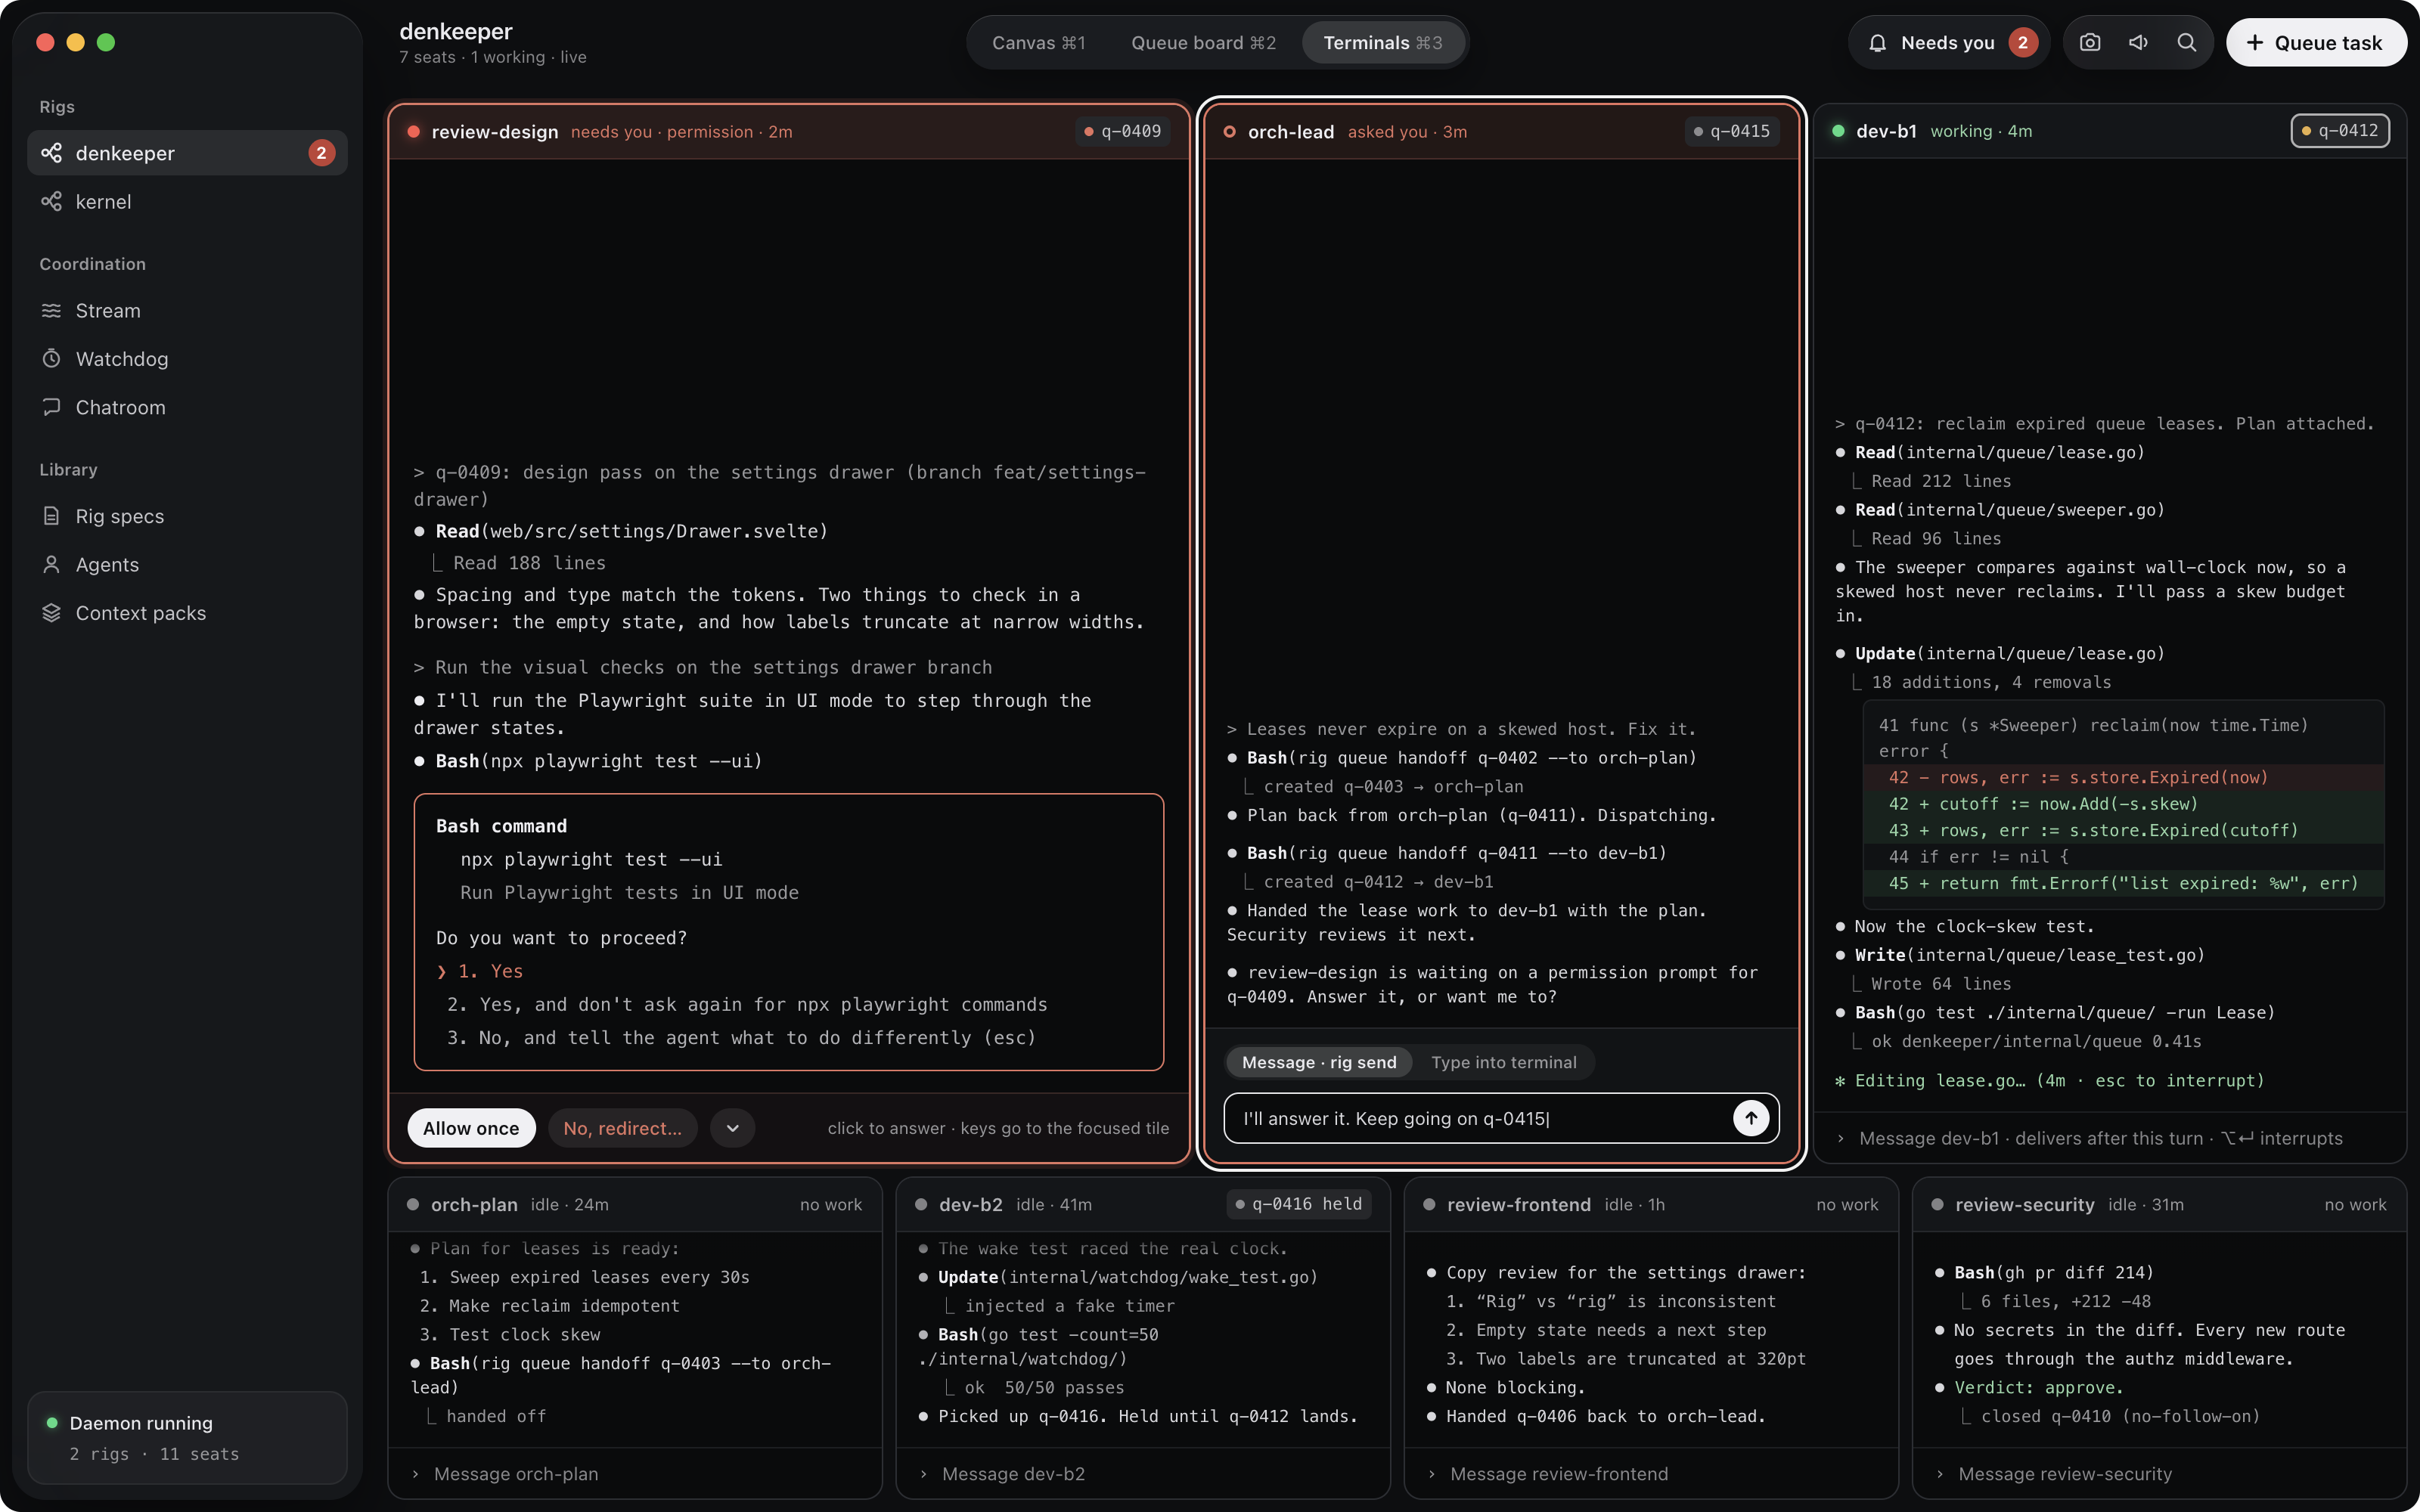 denkeeper
7 seats · 1 working · live
Canvas ⌘1
Queue board ⌘2
Terminals ⌘3
Needs you 2
+ Queue task
Rigs
denkeeper 2
kernel
Coordination
Stream
Watchdog
Chatroom
Library
Rig specs
Agents
Context packs
Daemon running
2 rigs · 11 seats
review-design needs you · permission · 2m q-0409
> q-0409: design pass on the settings drawer (branch feat/settings-
drawer)
● Read(web/src/settings/Drawer.svelte)
⎿ Read 188 lines
● Spacing and type match the tokens. Two things to check in a
browser: the empty state, and how labels truncate at narrow widths.
> Run the visual checks on the settings drawer branch
● I'll run the Playwright suite in UI mode to step through the
drawer states.
● Bash(npx playwright test --ui)
Bash command
npx playwright test --ui
Run Playwright tests in UI mode
Do you want to proceed?
❯ 1. Yes
2. Yes, and don't ask again for npx playwright commands
3. No, and tell the agent what to do differently (esc)
Allow once
No, redirect…
click to answer · keys go to the focused tile
orch-lead asked you · 3m q-0415
> Leases never expire on a skewed host. Fix it.
● Bash(rig queue handoff q-0402 --to orch-plan)
⎿ created q-0403 → orch-plan
● Plan back from orch-plan (q-0411). Dispatching.
● Bash(rig queue handoff q-0411 --to dev-b1)
⎿ created q-0412 → dev-b1
● Handed the lease work to dev-b1 with the plan.
Security reviews it next.
● review-design is waiting on a permission prompt for
q-0409. Answer it, or want me to?
Message · rig send
Type into terminal
I'll answer it. Keep going on q-0415
dev-b1 working · 4m q-0412
> q-0412: reclaim expired queue leases. Plan attached.
● Read(internal/queue/lease.go)
⎿ Read 212 lines
● Read(internal/queue/sweeper.go)
⎿ Read 96 lines
● The sweeper compares against wall-clock now, so a
skewed host never reclaims. I'll pass a skew budget
in.
● Update(internal/queue/lease.go)
⎿ 18 additions, 4 removals
41 func (s *Sweeper) reclaim(now time.Time)
error {
42 - rows, err := s.store.Expired(now)
42 + cutoff := now.Add(-s.skew)
43 + rows, err := s.store.Expired(cutoff)
44 if err != nil {
45 + return fmt.Errorf("list expired: %w", err)
● Now the clock-skew test.
● Write(internal/queue/lease_test.go)
⎿ Wrote 64 lines
● Bash(go test ./internal/queue/ -run Lease)
⎿ ok denkeeper/internal/queue 0.41s
✻ Editing lease.go… (4m · esc to interrupt)
› Message dev-b1 · delivers after this turn · ⌥↵ interrupts
orch-plan idle · 24m no work
● Plan for leases is ready:
1. Sweep expired leases every 30s
2. Make reclaim idempotent
3. Test clock skew
● Bash(rig queue handoff q-0403 --to orch-
lead)
⎿ handed off
› Message orch-plan
dev-b2 idle · 41m q-0416 held
● The wake test raced the real clock.
● Update(internal/watchdog/wake_test.go)
⎿ injected a fake timer
● Bash(go test -count=50
./internal/watchdog/)
⎿ ok 50/50 passes
● Picked up q-0416. Held until q-0412 lands.
› Message dev-b2
review-frontend idle · 1h no work
● Copy review for the settings drawer:
1. “Rig” vs “rig” is inconsistent
2. Empty state needs a next step
3. Two labels are truncated at 320pt
● None blocking.
● Handed q-0406 back to orch-lead.
› Message review-frontend
review-security idle · 31m no work
● Bash(gh pr diff 214)
⎿ 6 files, +212 −48
● No secrets in the diff. Every new route
goes through the authz middleware.
● Verdict: approve.
⎿ closed q-0410 (no-follow-on)
› Message review-security